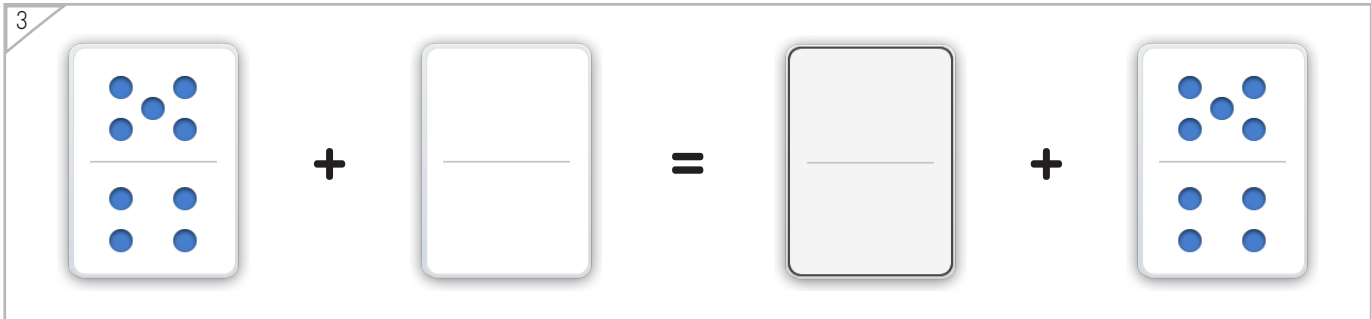 3
+ = +